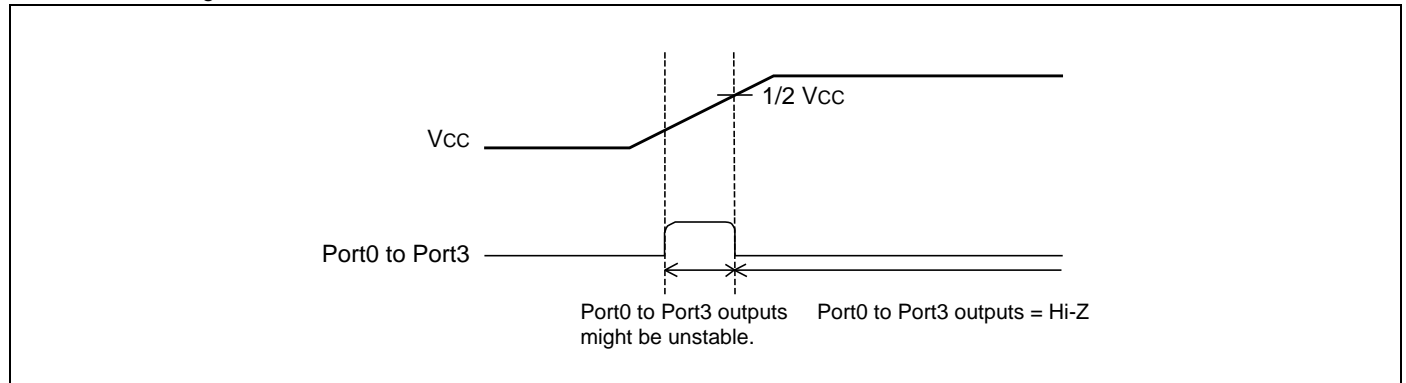 1/2 VCC
VCC
Port0 to Port3
Port0 to Port3 outputs
might be unstable.
Port0 to Port3 outputs = Hi-Z